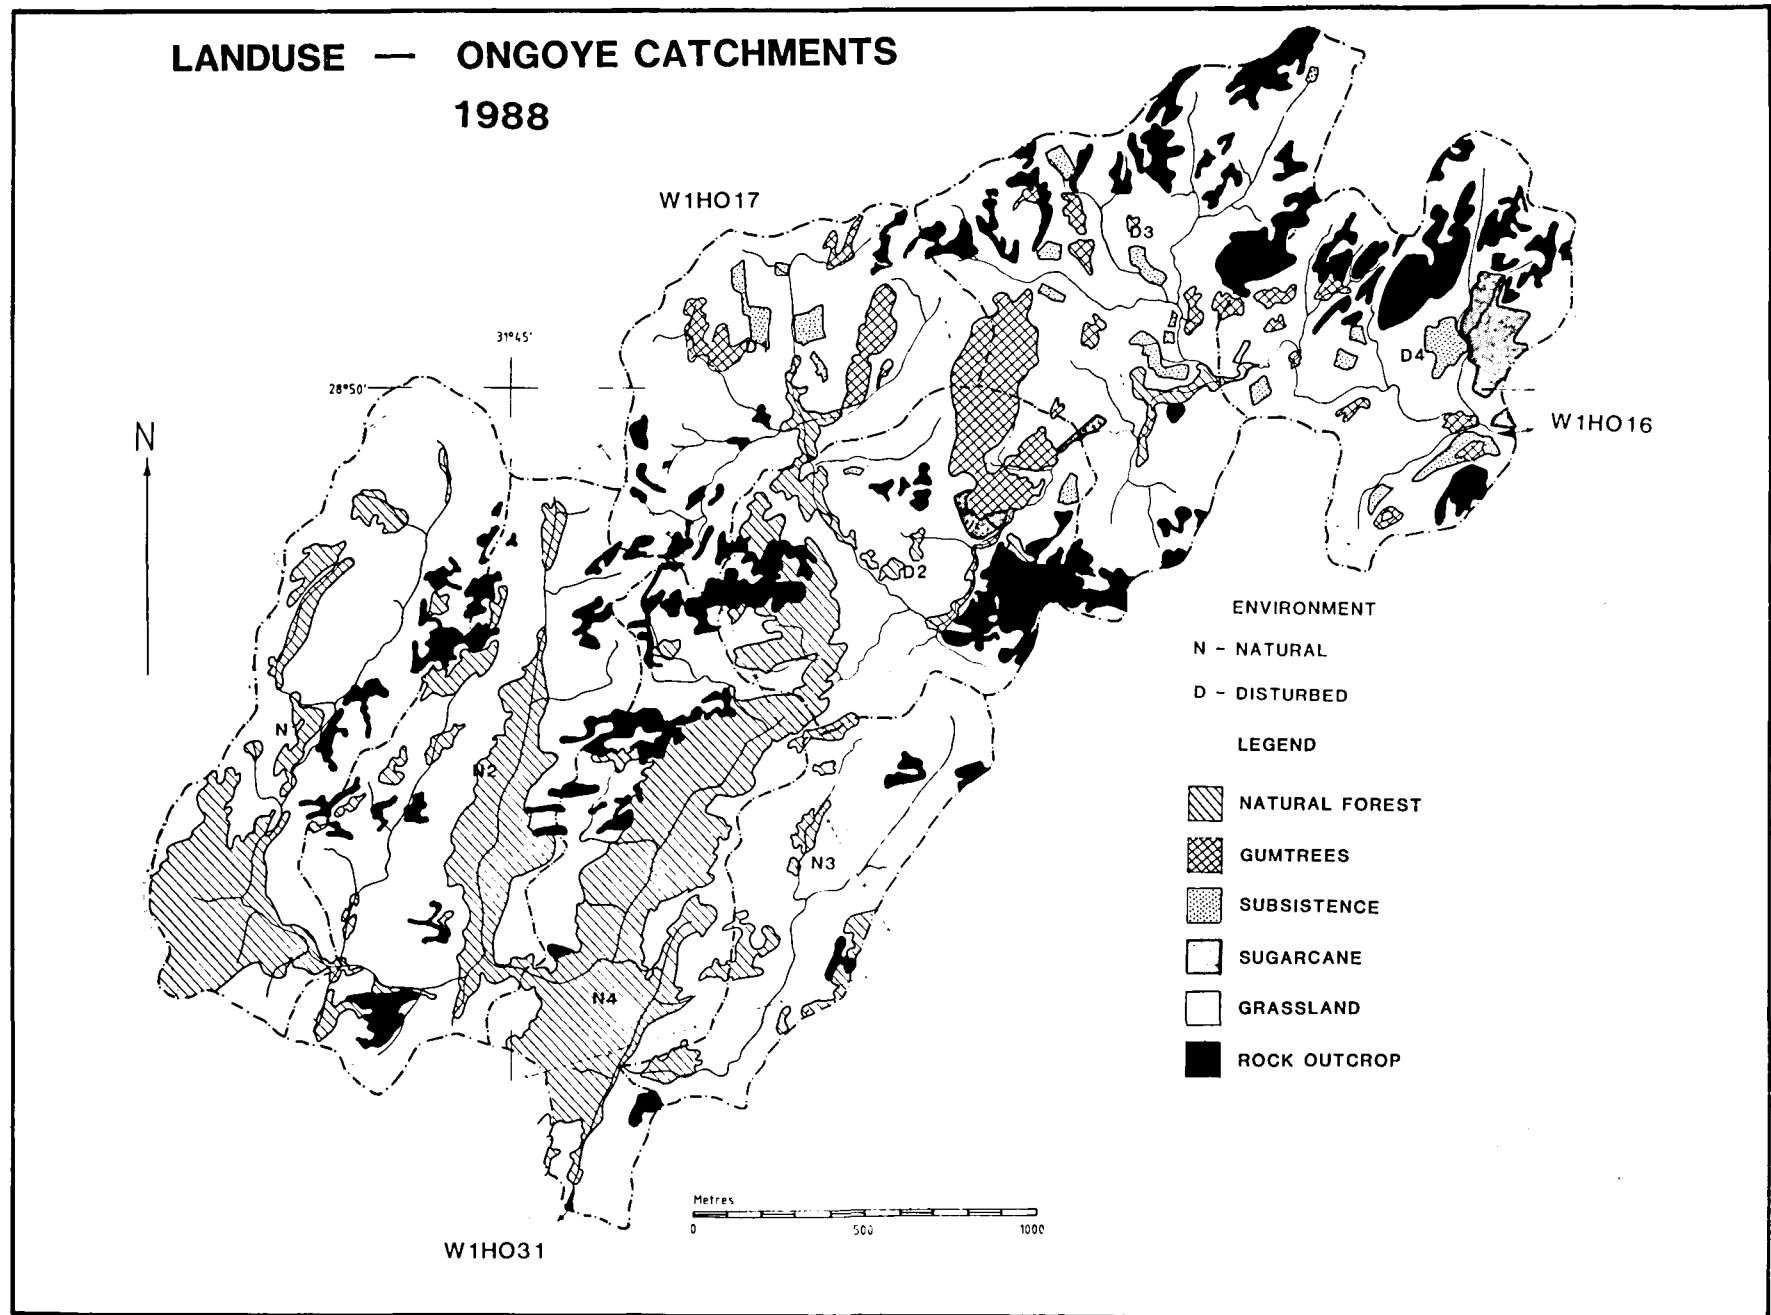 LANDUSE — ONGOYE CATCHMENTS
1988
W1HO17
D3
31°45'
28°50'
D4
W1HO16
N
D2
ENVIRONMENT
N - NATURAL
D - DISTURBED
LEGEND
N
N2
NATURAL FOREST
GUMTREES
N3
SUBSISTENCE
SUGARCANE
N4
GRASSLAND
ROCK OUTCROP
Metres
0 500 1000
W1HO31